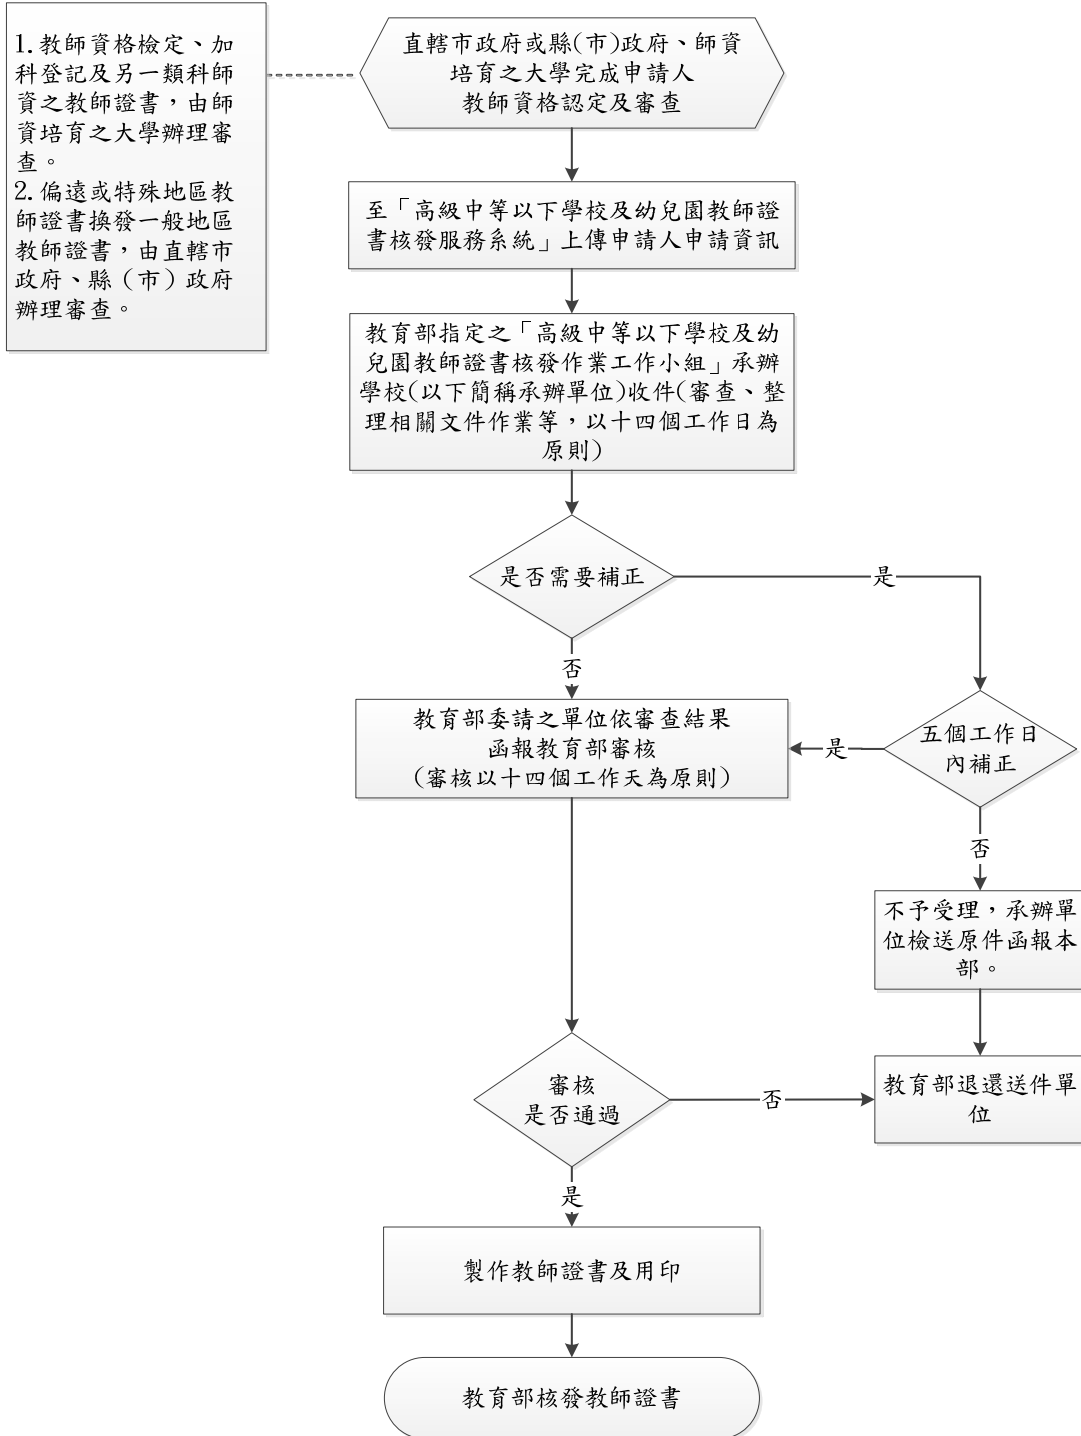 1. 教師資格檢定、加
科登記及另一類科師
資之教師證書，由師
資培育之大學辦理審
查。
2. 偏遠或特殊地區教
師證書換發一般地區
教師證書，由直轄市
政府、縣（市）政府
辦理審查。
直轄市政府或縣(市)政府、師資
培育之大學完成申請人
教師資格認定及審查
至「高級中等以下學校及幼兒園教師證
書核發服務系統」上傳申請人申請資訊
教育部指定之「高級中等以下學校及幼
兒園教師證書核發作業工作小組」承辦
學校(以下簡稱承辦單位)收件(審查、整
理相關文件作業等，以十四個工作日為
原則)
是否需要補正
是
否
教育部委請之單位依審查結果
函報教育部審核
(審核以十四個工作天為原則)
是
五個工作日
內補正
否
不予受理，承辦單
位檢送原件函報本
部。
審核
是否通過
否
教育部退還送件單
位
是
製作教師證書及用印
教育部核發教師證書